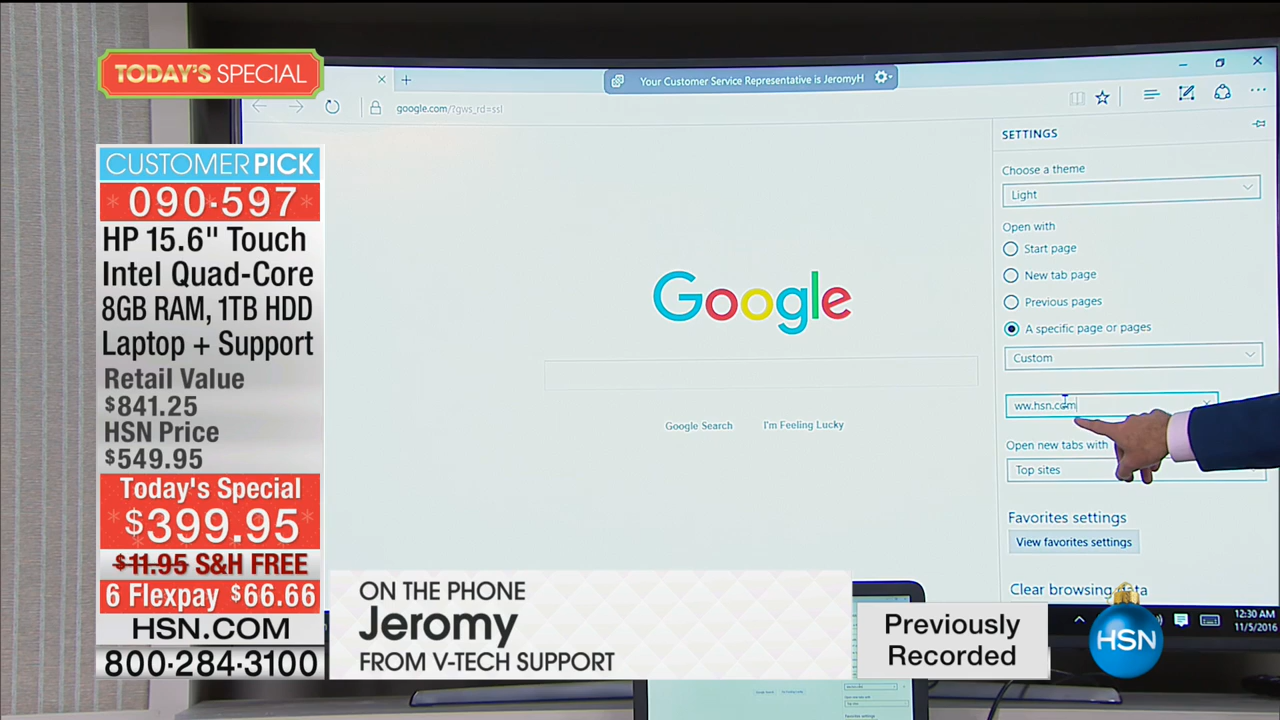 TODAY'S SPECIAL
CUSTOMER PICK
090·597
HP 15.6" Touch
Intel Quad-Core
8GB RAM, 1TB HDD
Laptop + Support
Retail Value
$841.25
HSN Price
$549.95
Today's Special
$399.95
$11.95 S&H FREE
6 Flexpay $66.66
HSN.COM
800·284·3100
Your Customer Service Representative is JeromyH
google.com/?gws_rd=ssl
Google
Google Search I'm Feeling Lucky
SETTINGS
Choose a theme
Light
Open with
Start page
New tab page
Previous pages
A specific page or pages
Custom
ww.hsn.com
Open new tabs with
Top sites
Favorites settings
View favorites settings
Clear browsing data
12:30 AM
11/5/2016
ON THE PHONE
Jeromy
FROM V-TECH SUPPORT
Previously
Recorded
HSN